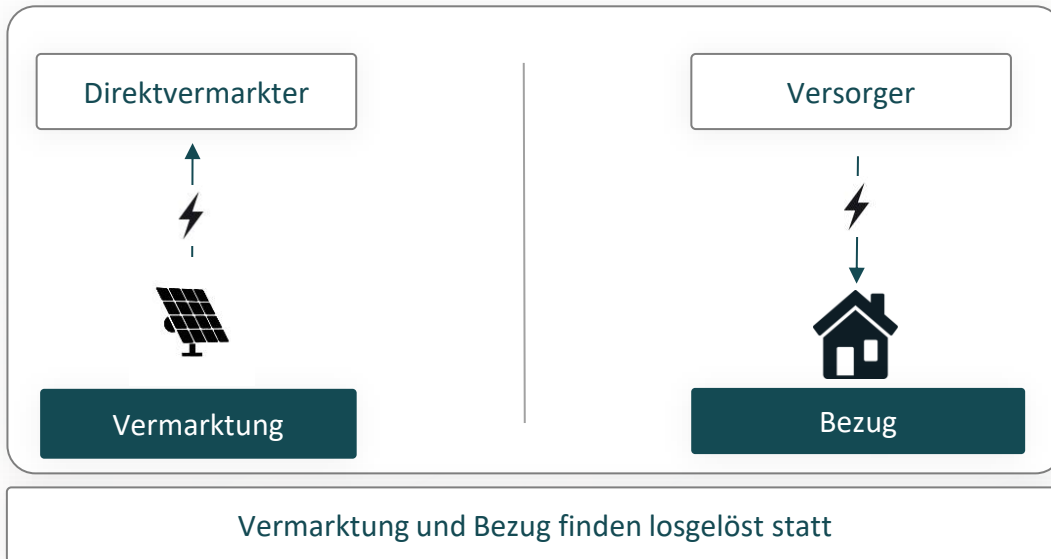 Direktvermarkter
Versorger
Vermarktung
Bezug
Vermarktung und Bezug finden losgelöst statt